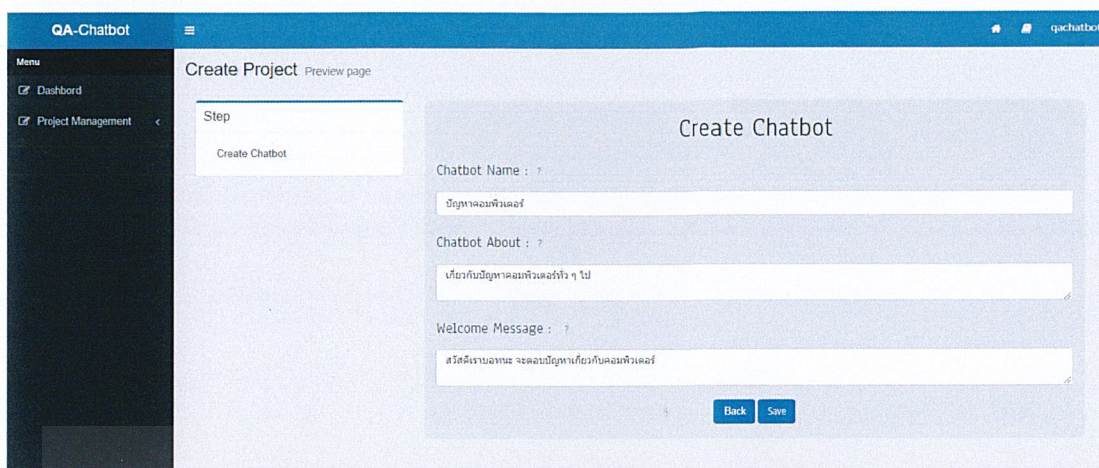 QA-Chatbot
qachatbot
Menu
Dashbord
Project Management
Create Project Preview page
Step
Create Chatbot
Create Chatbot
Chatbot Name : ?
ปัญหาคอมพิวเตอร์
Chatbot About : ?
เกี่ยวกับปัญหาคอมพิวเตอร์ทั่ว ๆ ไป
Welcome Message : ?
สวัสดีเราบอทนะ จะตอบปัญหาเกี่ยวกับคอมพิวเตอร์
Back Save